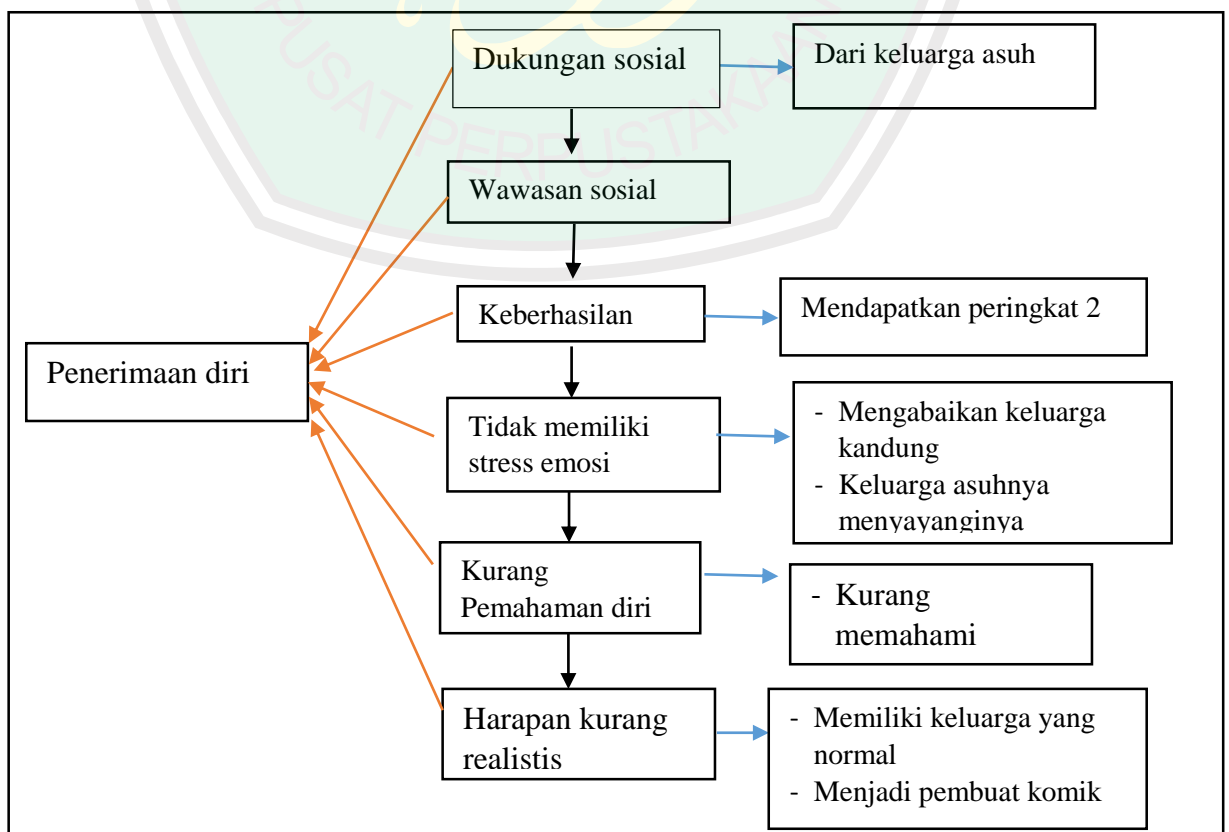 Dukungan sosial
Dari keluarga asuh
PUSAT PERPUSTAKAAN
Wawasan sosial
Keberhasilan
Mendapatkan peringkat 2
Penerimaan diri
Tidak memiliki
stress emosi
- Mengabaikan keluarga
kandung
- Keluarga asuhnya
menyayanginya
Kurang
Pemahaman diri
- Kurang
memahami
Harapan kurang
realistis
- Memiliki keluarga yang
normal
- Menjadi pembuat komik